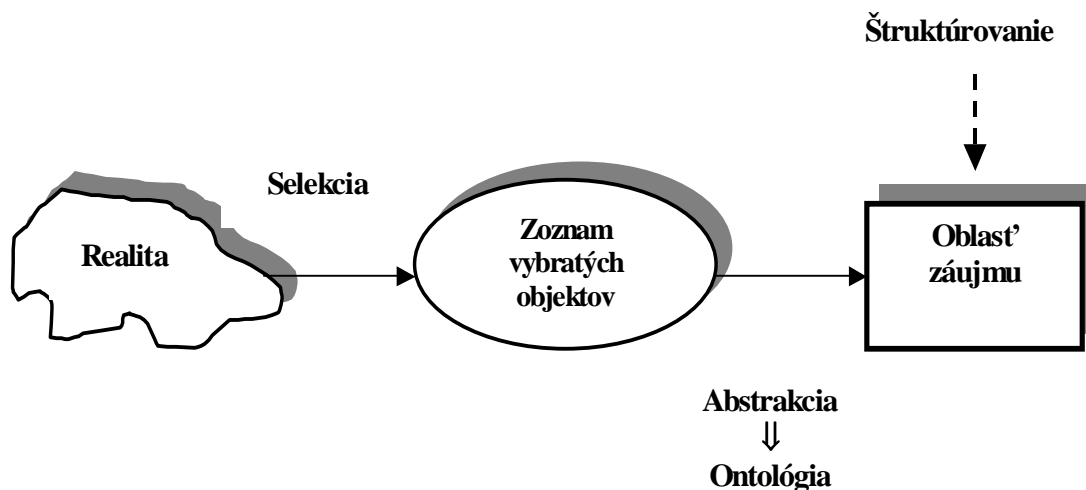 Štruktúrovanie
Selekcia
Realita
Zoznam
vybratých
objektov
Oblasť
záujmu
Abstrakcia
⇓
Ontológia